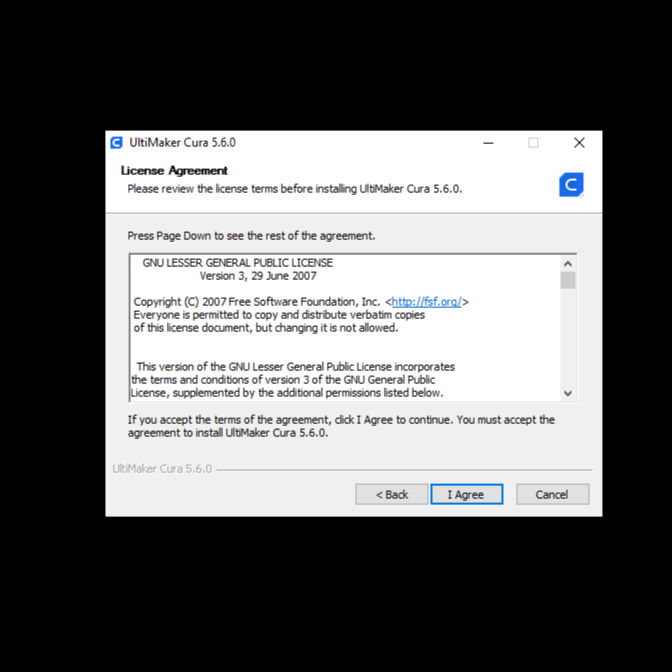 UltiMaker Cura 5.6.0
License Agreement
Please review the license terms before installing UltiMaker Cura 5.6.0.
Press Page Down to see the rest of the agreement.
GNU LESSER GENERAL PUBLIC LICENSE
Version 3, 29 June 2007
Copyright (C) 2007 Free Software Foundation, Inc. <http://fsf.org/>
Everyone is permitted to copy and distribute verbatim copies
of this license document, but changing it is not allowed.
This version of the GNU Lesser General Public License incorporates
the terms and conditions of version 3 of the GNU General Public
License, supplemented by the additional permissions listed below.
If you accept the terms of the agreement, click I Agree to continue. You must accept the
agreement to install UltiMaker Cura 5.6.0.
UltiMaker Cura 5.6.0
< Back I Agree Cancel